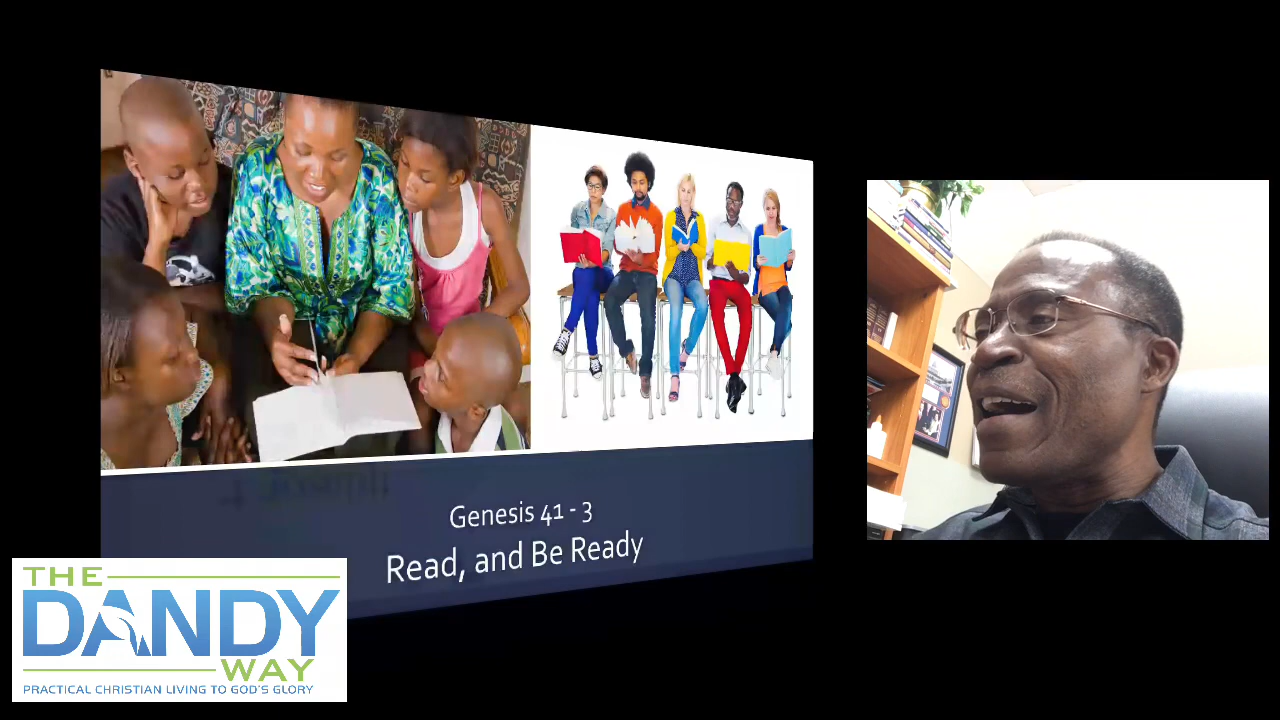 Genesis 41 - 3
Read, and Be Ready
THE
DANDY
WAY
PRACTICAL CHRISTIAN LIVING TO GOD'S GLORY